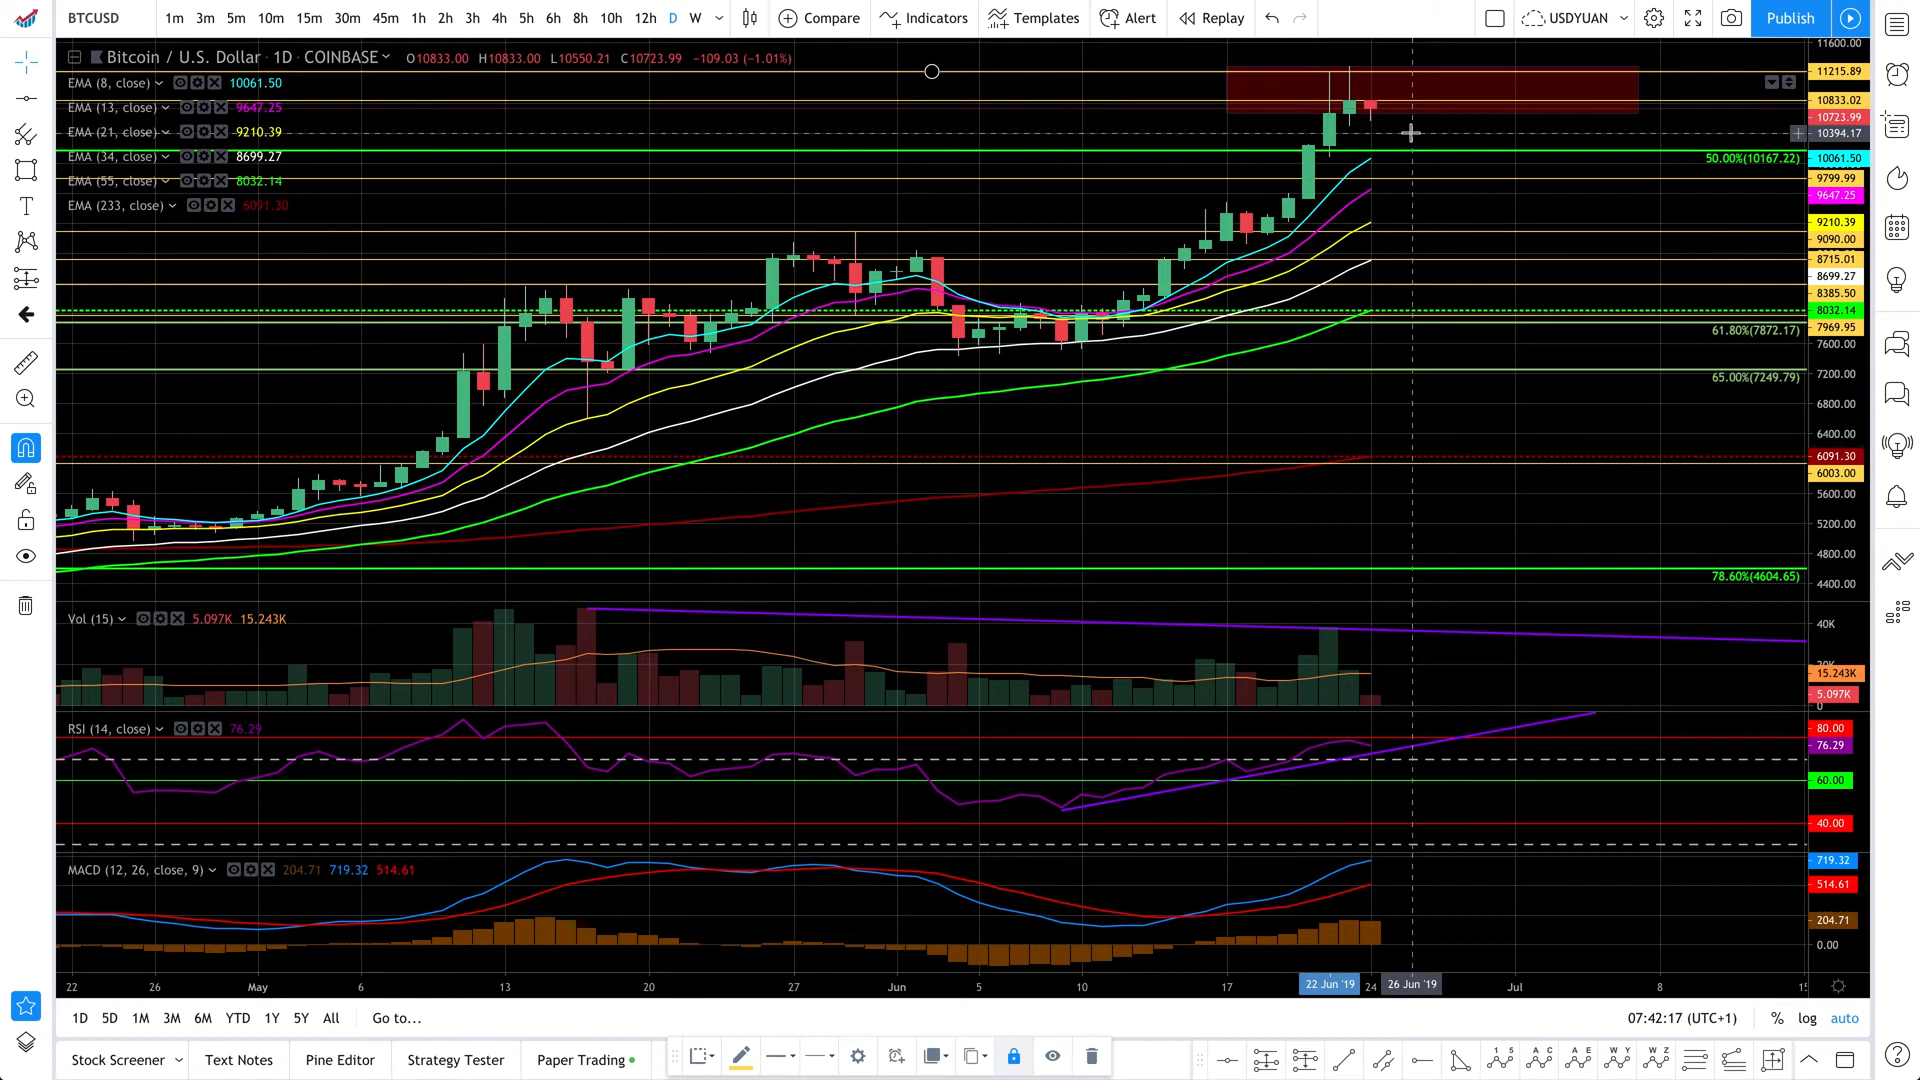 BTCUSD 1m 3m 5m 10m 15m 30m 45m 1h 2h 3h 4h 5h 6h 8h 10h 12h D W Compare Indicators Templates Alert Replay USDYUAN Publish
Bitcoin / U.S. Dollar · 1D · COINBASE O10833.00 H10833.00 L10550.21 C10723.99 −109.03 (−1.01%)
EMA (8, close) 10061.50
EMA (13, close) 9647.25
EMA (21, close) 9210.39
EMA (34, close) 8699.27
EMA (55, close) 8032.14
EMA (233, close) 6091.30
11600.00
11215.89
10833.02
10723.99
10394.17
50.00%(10167.22) 10061.50
9799.99
9647.25
9210.39
9090.00
8715.01
8699.27
8385.50
8032.14
61.80%(7872.17) 7969.95
7600.00
65.00%(7249.79) 7200.00
6800.00
6400.00
6091.30
6003.00
5600.00
5200.00
4800.00
78.60%(4604.65) 4400.00
Vol (15) 5.097K 15.243K
40K
20K
15.243K
5.097K
0
RSI (14, close) 76.29
80.00
76.29
60.00
40.00
MACD (12, 26, close, 9) 204.71 719.32 514.61
719.32
514.61
204.71
0.00
22 26 May 6 13 20 27 Jun 5 10 17 22 Jun '19 24 26 Jun '19 Jul 8 15
1D 5D 1M 3M 6M YTD 1Y 5Y All Go to... 07:42:17 (UTC+1) % log auto
Stock Screener Text Notes Pine Editor Strategy Tester Paper Trading